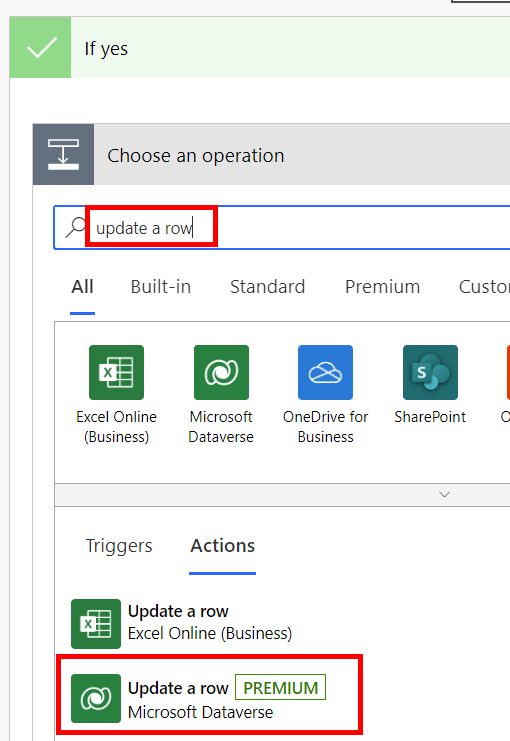 If yes
Choose an operation
update a row
All Built-in Standard Premium Custo
Excel Online
(Business)
Microsoft
Dataverse
OneDrive for
Business
SharePoint
O
Triggers Actions
Update a row
Excel Online (Business)
Update a row PREMIUM
Microsoft Dataverse